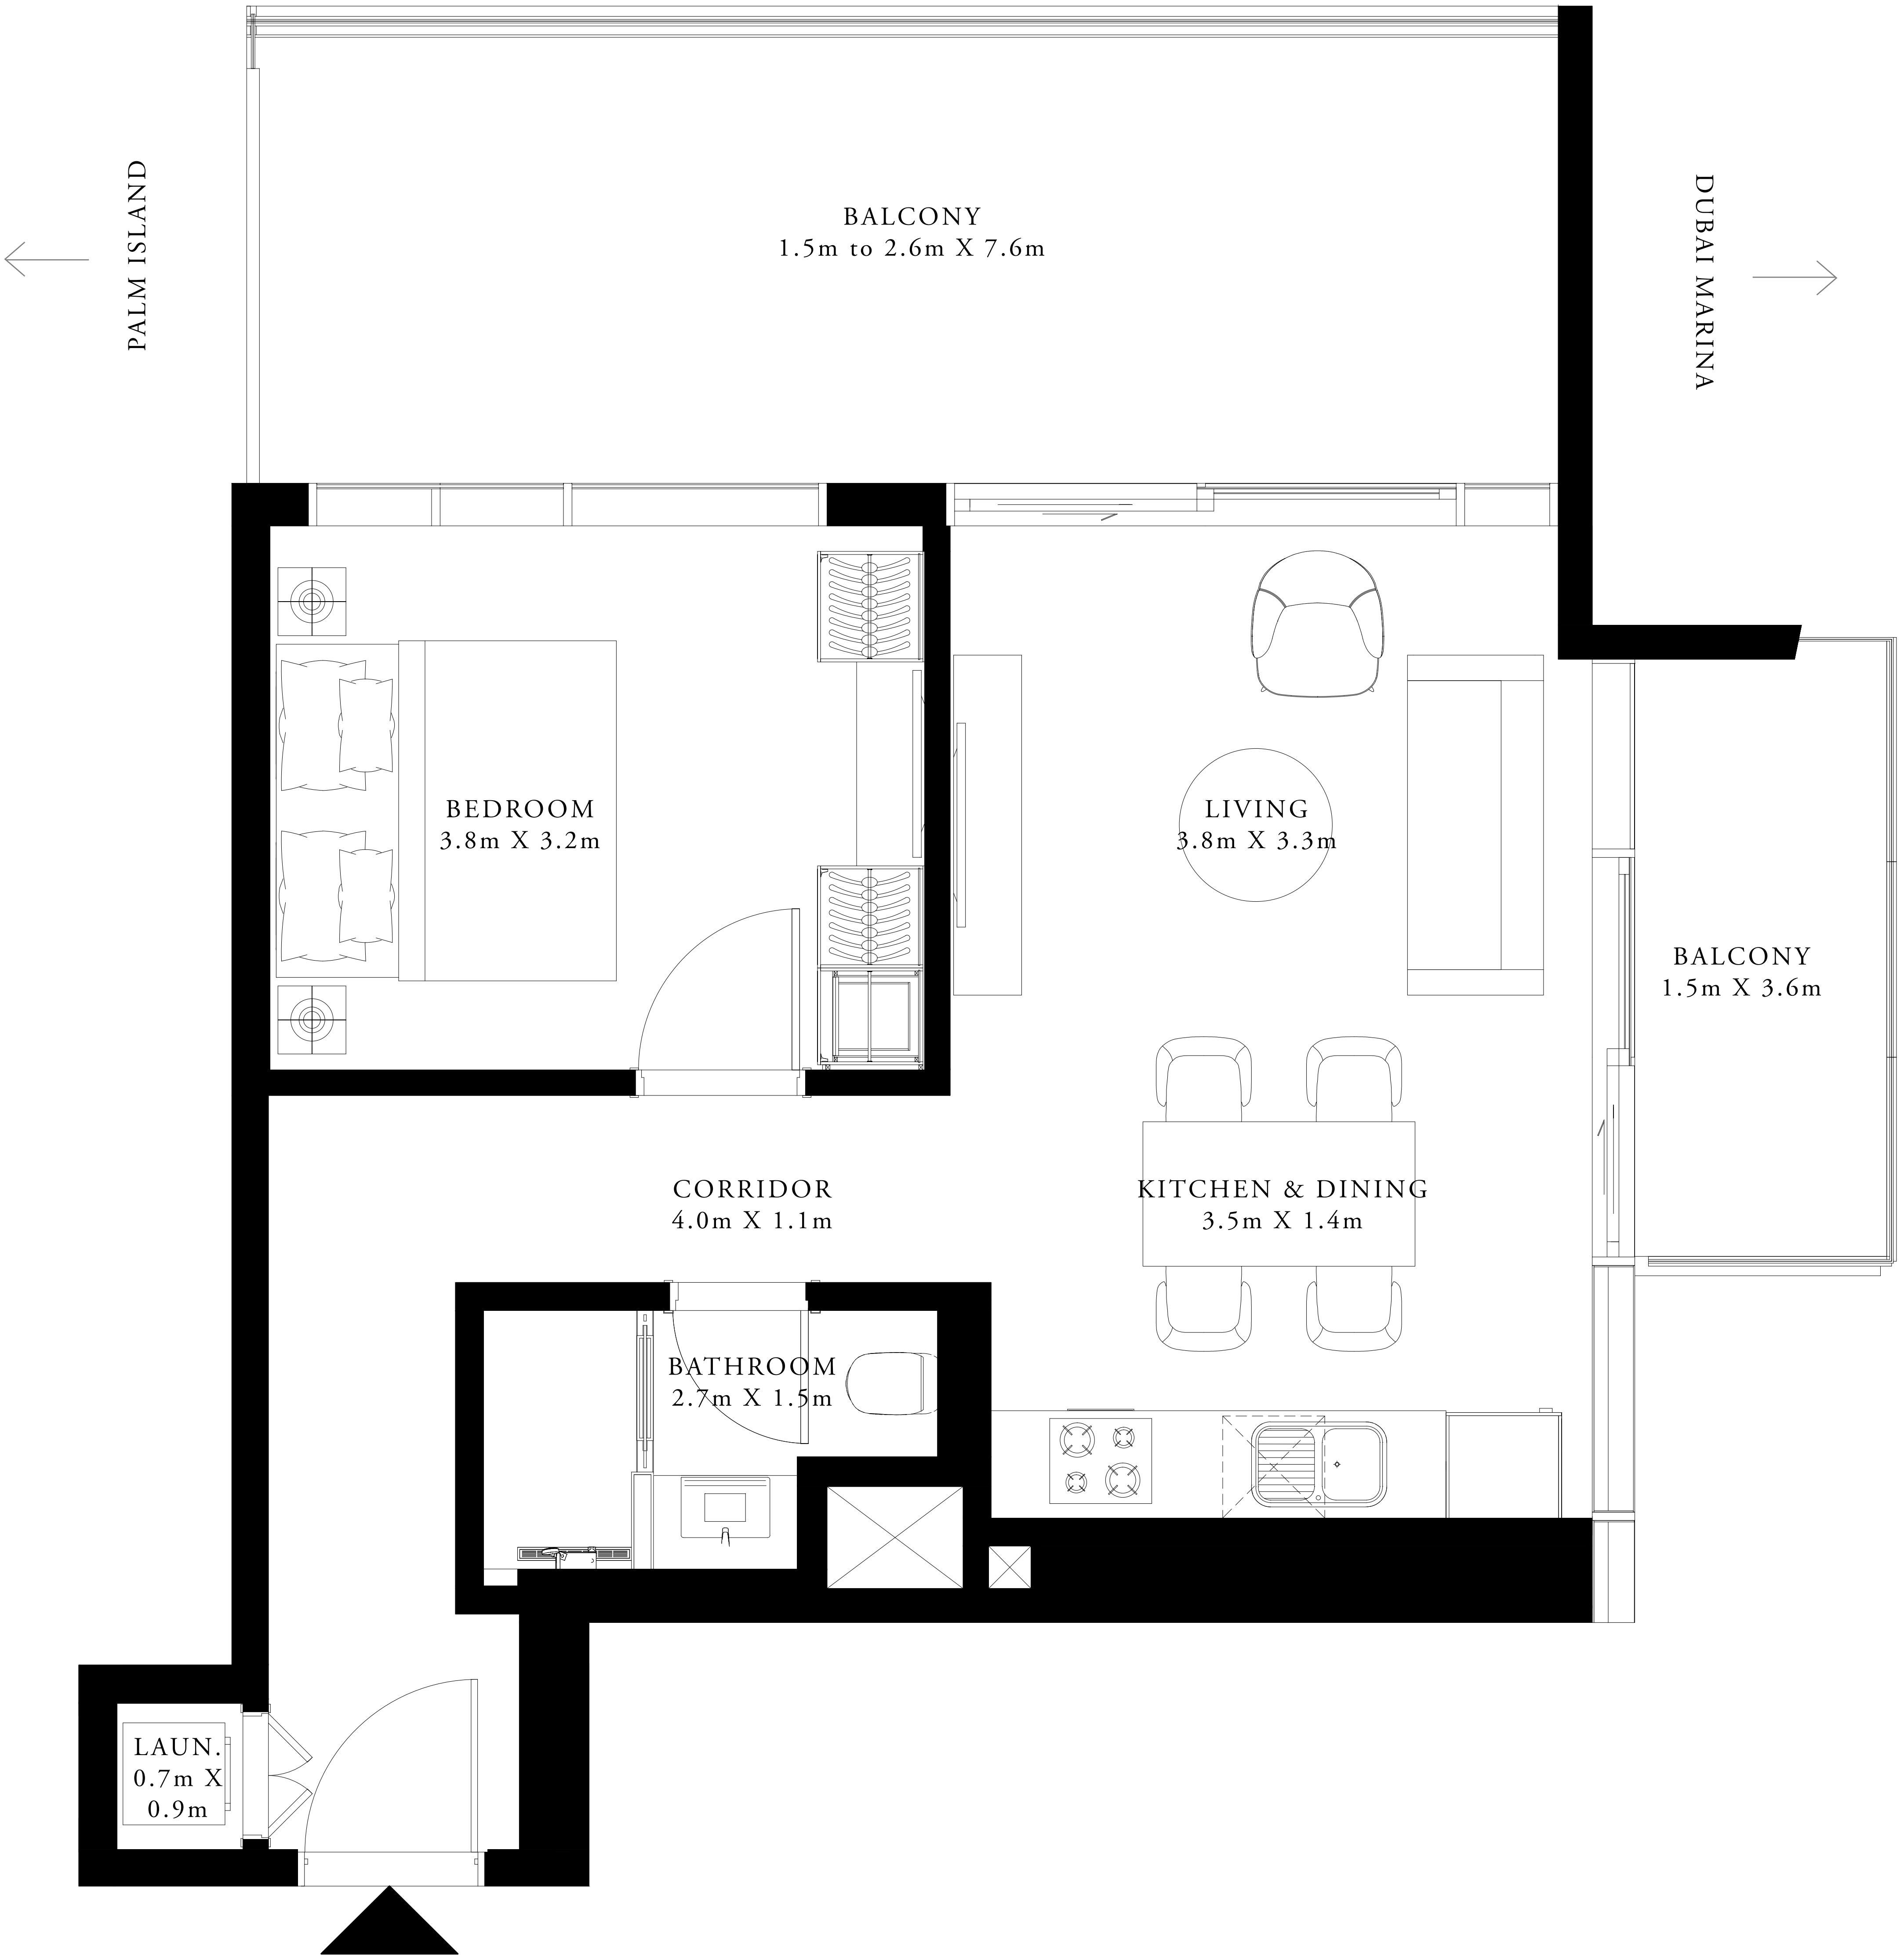 PALM ISLAND
DUBAI MARINA
BALCONY
1.5m to 2.6m X 7.6m
BEDROOM
3.8m X 3.2m
LIVING
3.8m X 3.3m
BALCONY
1.5m X 3.6m
CORRIDOR
4.0m X 1.1m
KITCHEN & DINING
3.5m X 1.4m
BATHROOM
2.7m X 1.5m
LAUN.
0.7m X
0.9m